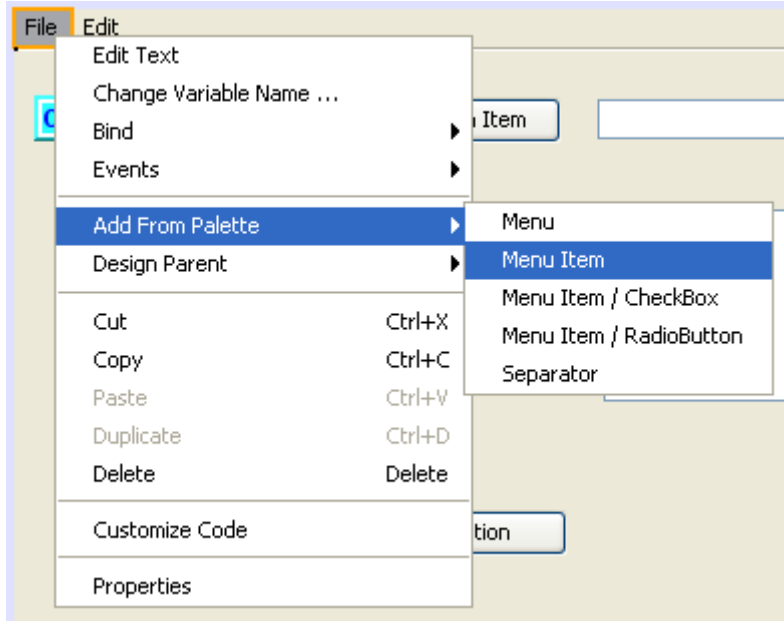 File Edit
Edit Text
Change Variable Name ...
Item
Bind
Events
Add From Palette
Menu
Design Parent
Menu Item
Menu Item / CheckBox
Cut Ctrl+X
Menu Item / RadioButton
Copy Ctrl+C
Separator
Paste Ctrl+V
Duplicate Ctrl+D
Delete Delete
Customize Code
tion
Properties